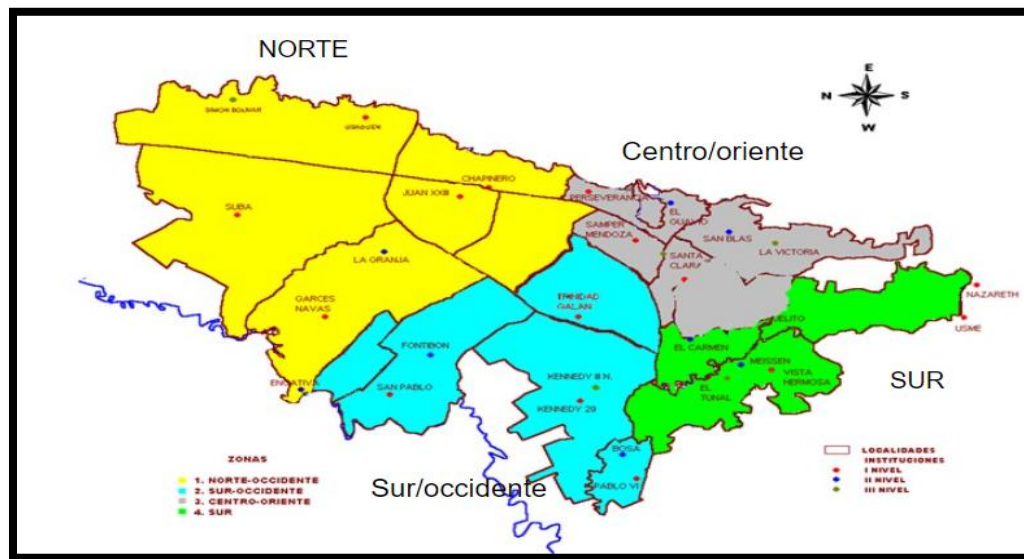 NORTE
E
N
S
W
SIMON BOLIVAR
USAQUEN
Centro/oriente
CHAPINERO
JUAN XXIII
PERSEVERANCIA
SUBA
EL
GUAVIO
SAMPER
MENDOZA
SAN BLAS
LA VICTORIA
LA GRANJA
SANTA
CLARA
GARCES
NAVAS
TRINIDAD
GALAN
NAZARETH
USME
FONTIBON
EL CARMEN
MEISSEN
VISTA
HERMOSA
SUR
ENGATIVA
SAN PABLO
KENNEDY III N.
EL
TUNAL
KENNEDY 29
BOSA
PABLO VI
Sur/occidente
ZONAS
1. NORTE-OCCIDENTE
2. SUR-OCCIDENTE
3. CENTRO-ORIENTE
4. SUR
LOCALIDADES
INSTITUCIONES
I NIVEL
II NIVEL
III NIVEL